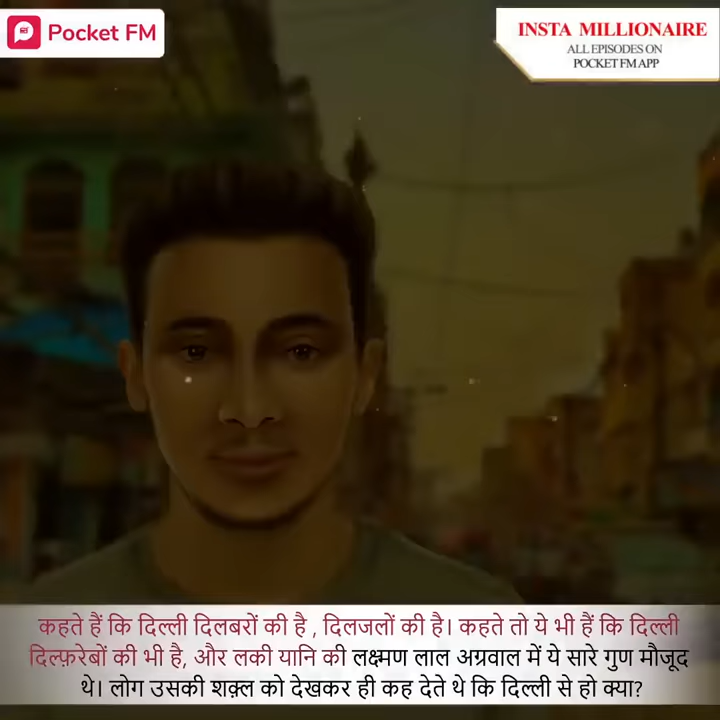 Pocket FM
INSTA MILLIONAIRE
ALL EPISODES ON
POCKET FM APP
कहते हैं कि दिल्ली दिलबरों की है , दिलजलों की है। कहते तो ये भी हैं कि दिल्ली
दिल्फ़रेबों की भी है, और लकी यानि की लक्ष्मण लाल अग्रवाल में ये सारे गुण मौजूद
थे। लोग उसकी शक़्ल को देखकर ही कह देते थे कि दिल्ली से हो क्या?